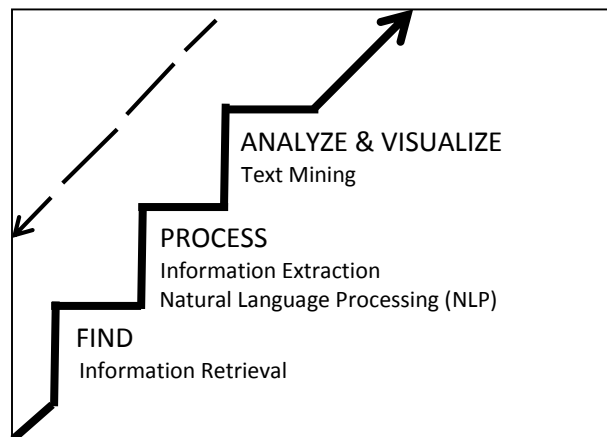 ANALYZE & VISUALIZE
Text Mining
PROCESS
Information Extraction
Natural Language Processing (NLP)
FIND
Information Retrieval